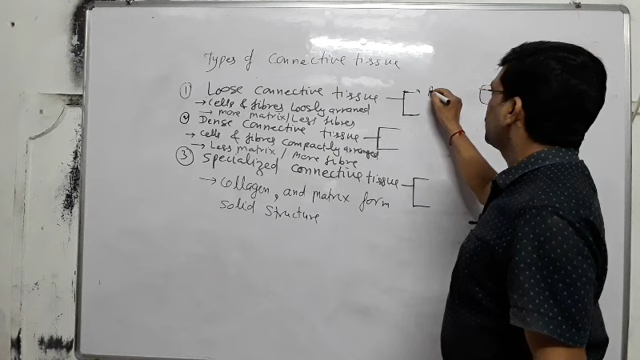 Types of Connective tissue
① Loose Connective tissue
→ Cells & fibres Loosly arranged
→ more matrix/Less fibres
② Dense Connective tissue
→ Cells & fibres compactly arranged
→ Less matrix/more fibre
③ Specialized Connective tissue
→ Collagen, and matrix form
solid structure